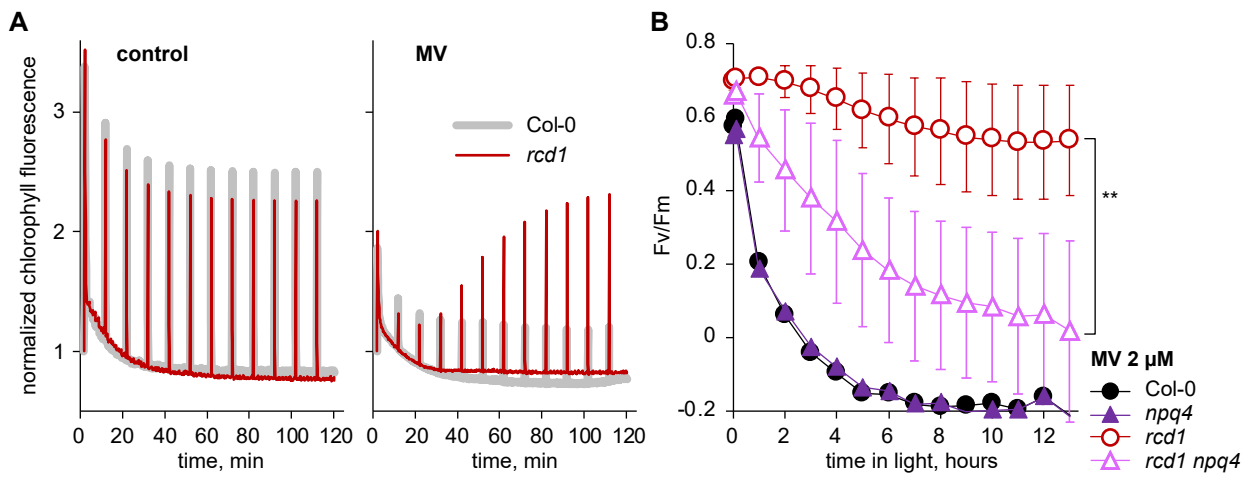 A
control
MV
normalized chlorophyll fluorescence
3
2
1
Col-0
rcd1
0 20 40 60 80 100 120
0 20 40 60 80 100 120
time, min
time, min
B
Fv/Fm
0.8
0.6
0.4
0.2
0
-0.2
**
0 2 4 6 8 10 12
time in light, hours
MV 2 µM
Col-0
npq4
rcd1
rcd1 npq4